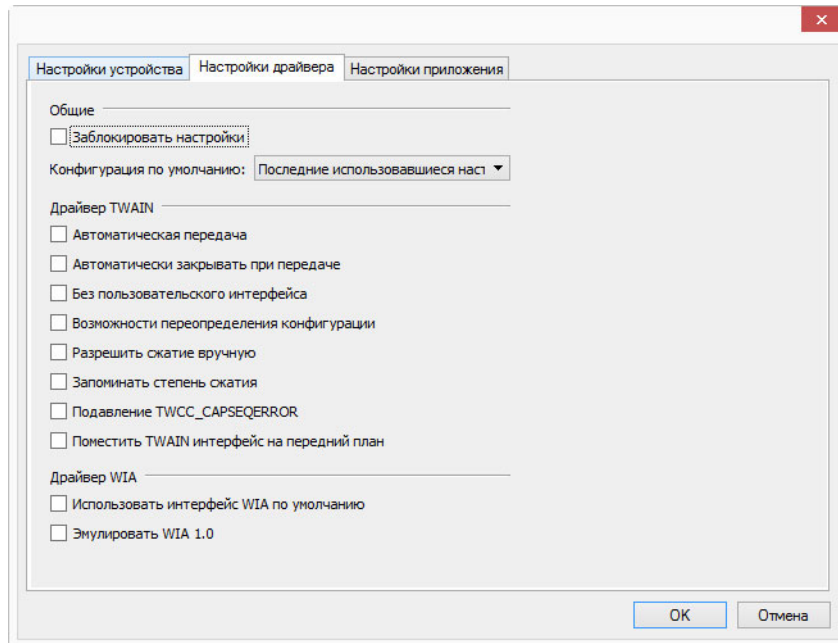 Настройки устройства Настройки драйвера Настройки приложения
Общие
Заблокировать настройки
Конфигурация по умолчанию: Последние использовавшиеся наст
Драйвер TWAIN
Автоматическая передача
Автоматически закрывать при передаче
Без пользовательского интерфейса
Возможности переопределения конфигурации
Разрешить сжатие вручную
Запоминать степень сжатия
Подавление TWCC_CAPSEQERROR
Поместить TWAIN интерфейс на передний план
Драйвер WIA
Использовать интерфейс WIA по умолчанию
Эмулировать WIA 1.0
OK Отмена